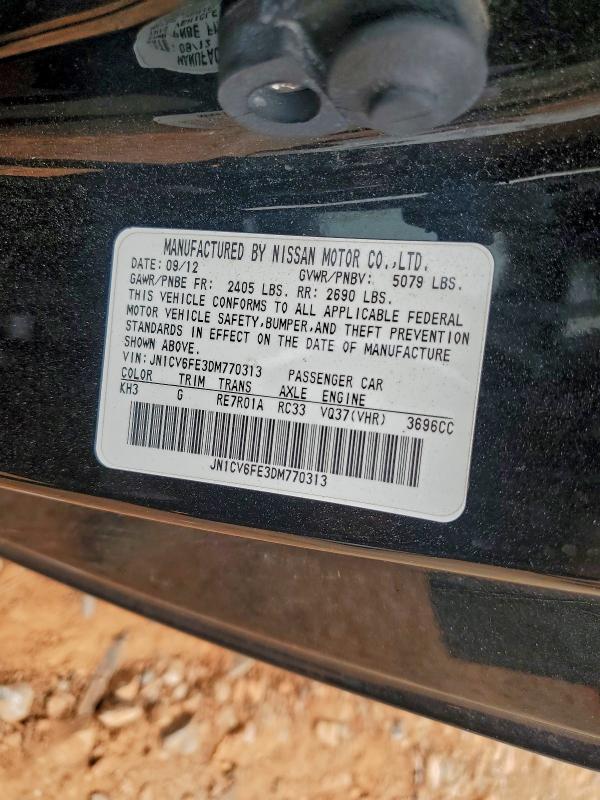 MANUFACTURED BY NISSAN MOTOR CO.,LTD.
DATE: 09/12 GVWR/PNBV: 5079 LBS.
GAWR/PNBE FR: 2405 LBS. RR: 2690 LBS.
THIS VEHICLE CONFORMS TO ALL APPLICABLE FEDERAL
MOTOR VEHICLE SAFETY,BUMPER,AND THEFT PREVENTION
STANDARDS IN EFFECT ON THE DATE OF MANUFACTURE
SHOWN ABOVE.
VIN: JN1CV6FE3DM770313 PASSENGER CAR
COLOR TRIM TRANS AXLE ENGINE
KH3 G RE7R01A RC33 VQ37(VHR) 3696CC
JN1CV6FE3DM770313